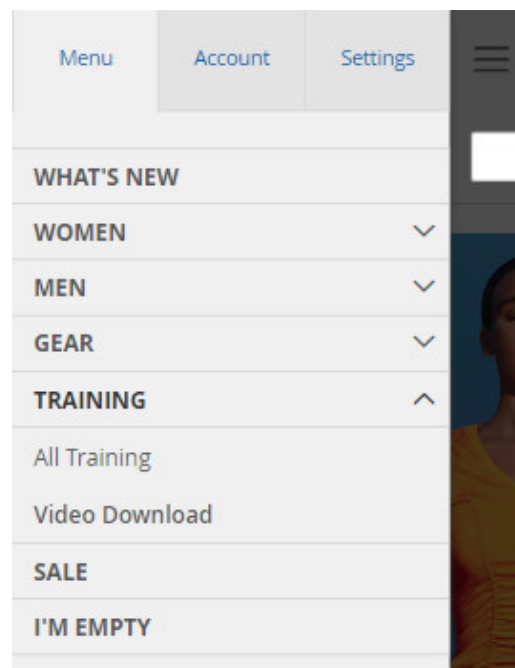 Menu Account Settings
WHAT'S NEW
WOMEN
MEN
GEAR
TRAINING
All Training
Video Download
SALE
I'M EMPTY